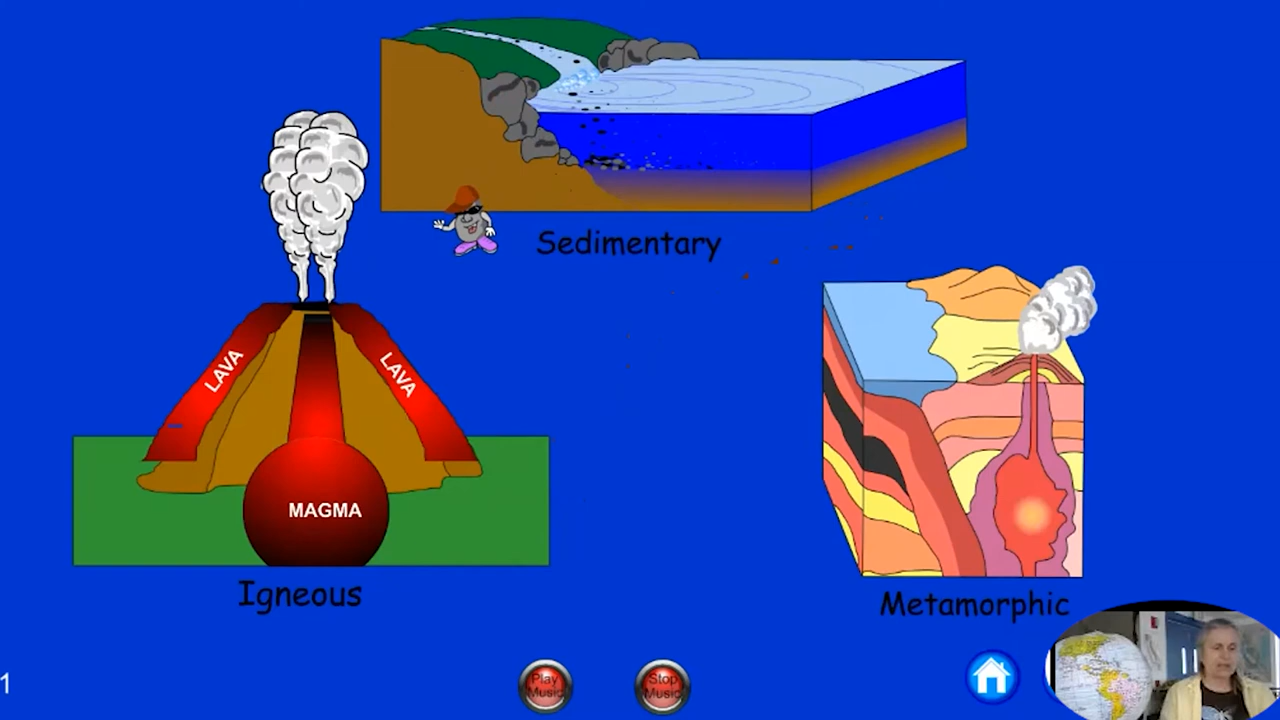 Sedimentary
LAVA
LAVA
MAGMA
Igneous
Metamorphic
Play
Music
Stop
Music
1